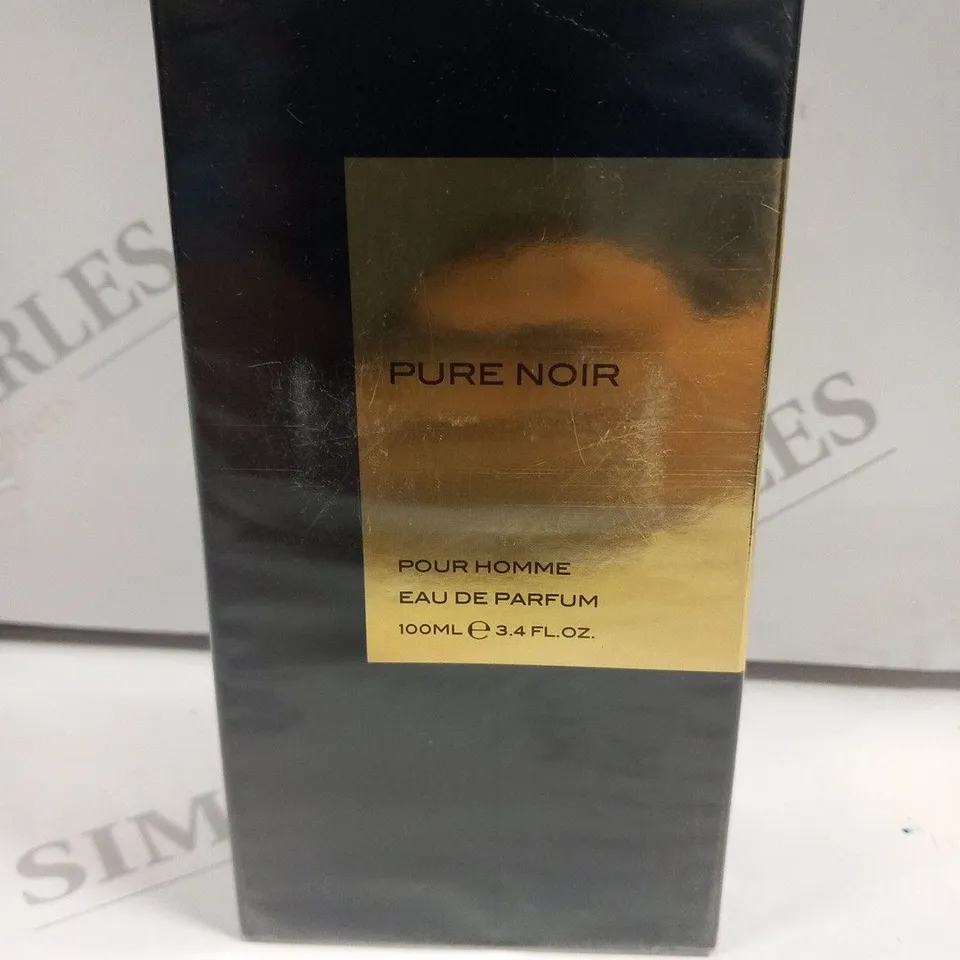 PURE NOIR
POUR HOMME
EAU DE PARFUM
100ML ℮ 3.4 FL.OZ.